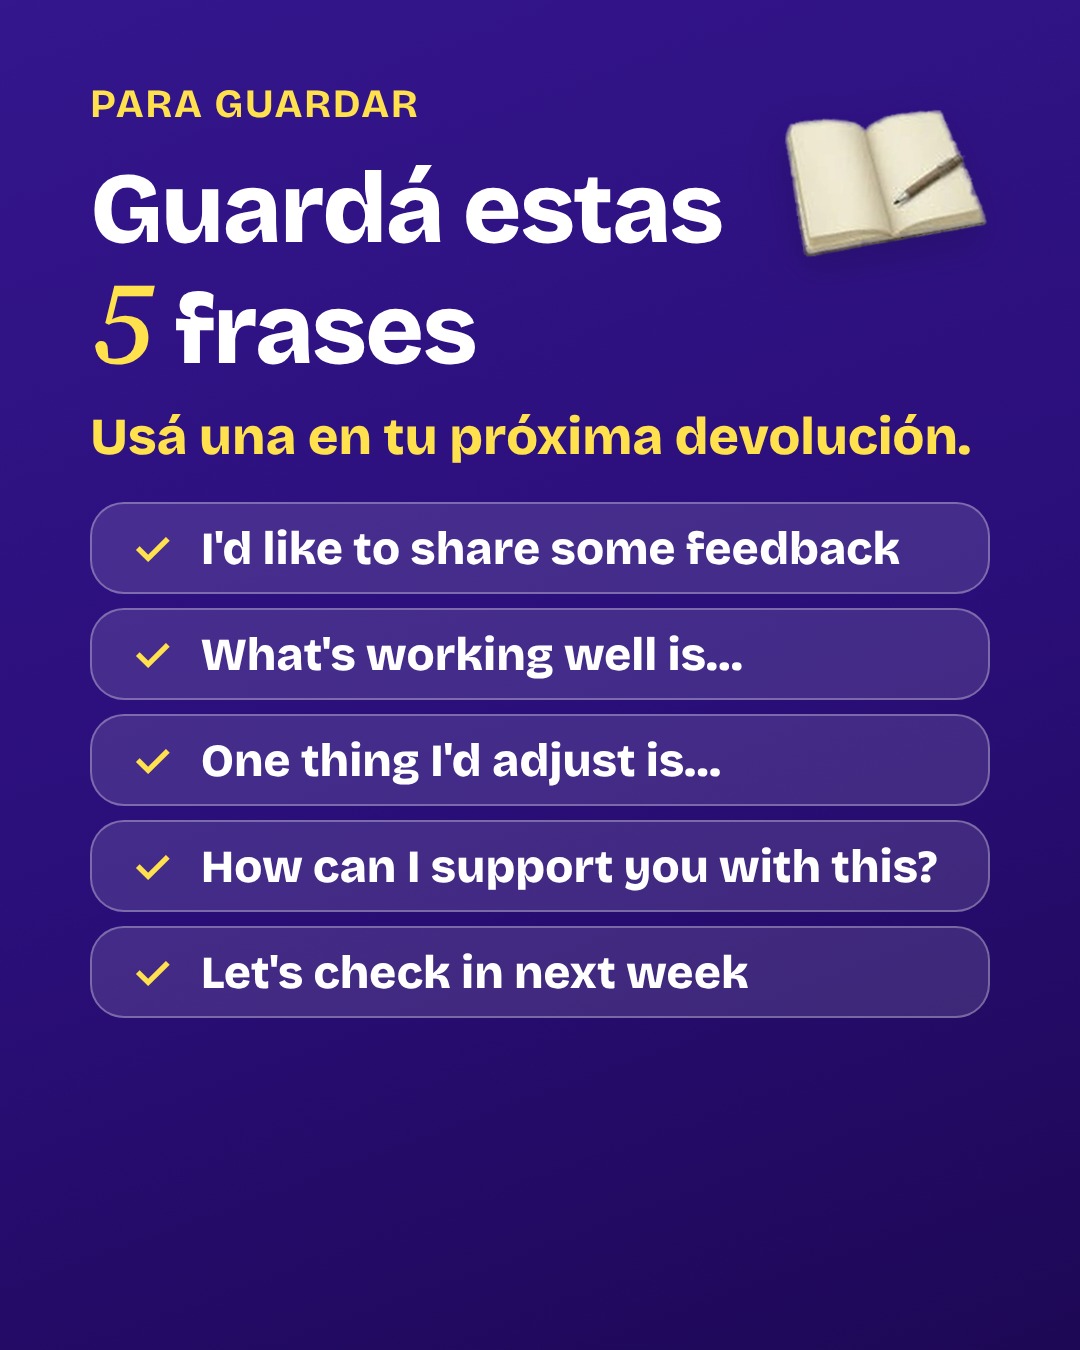 PARA GUARDAR
Guardá estas
5 frases
Usá una en tu próxima devolución.
I'd like to share some feedback
What's working well is...
One thing I'd adjust is...
How can I support you with this?
Let's check in next week